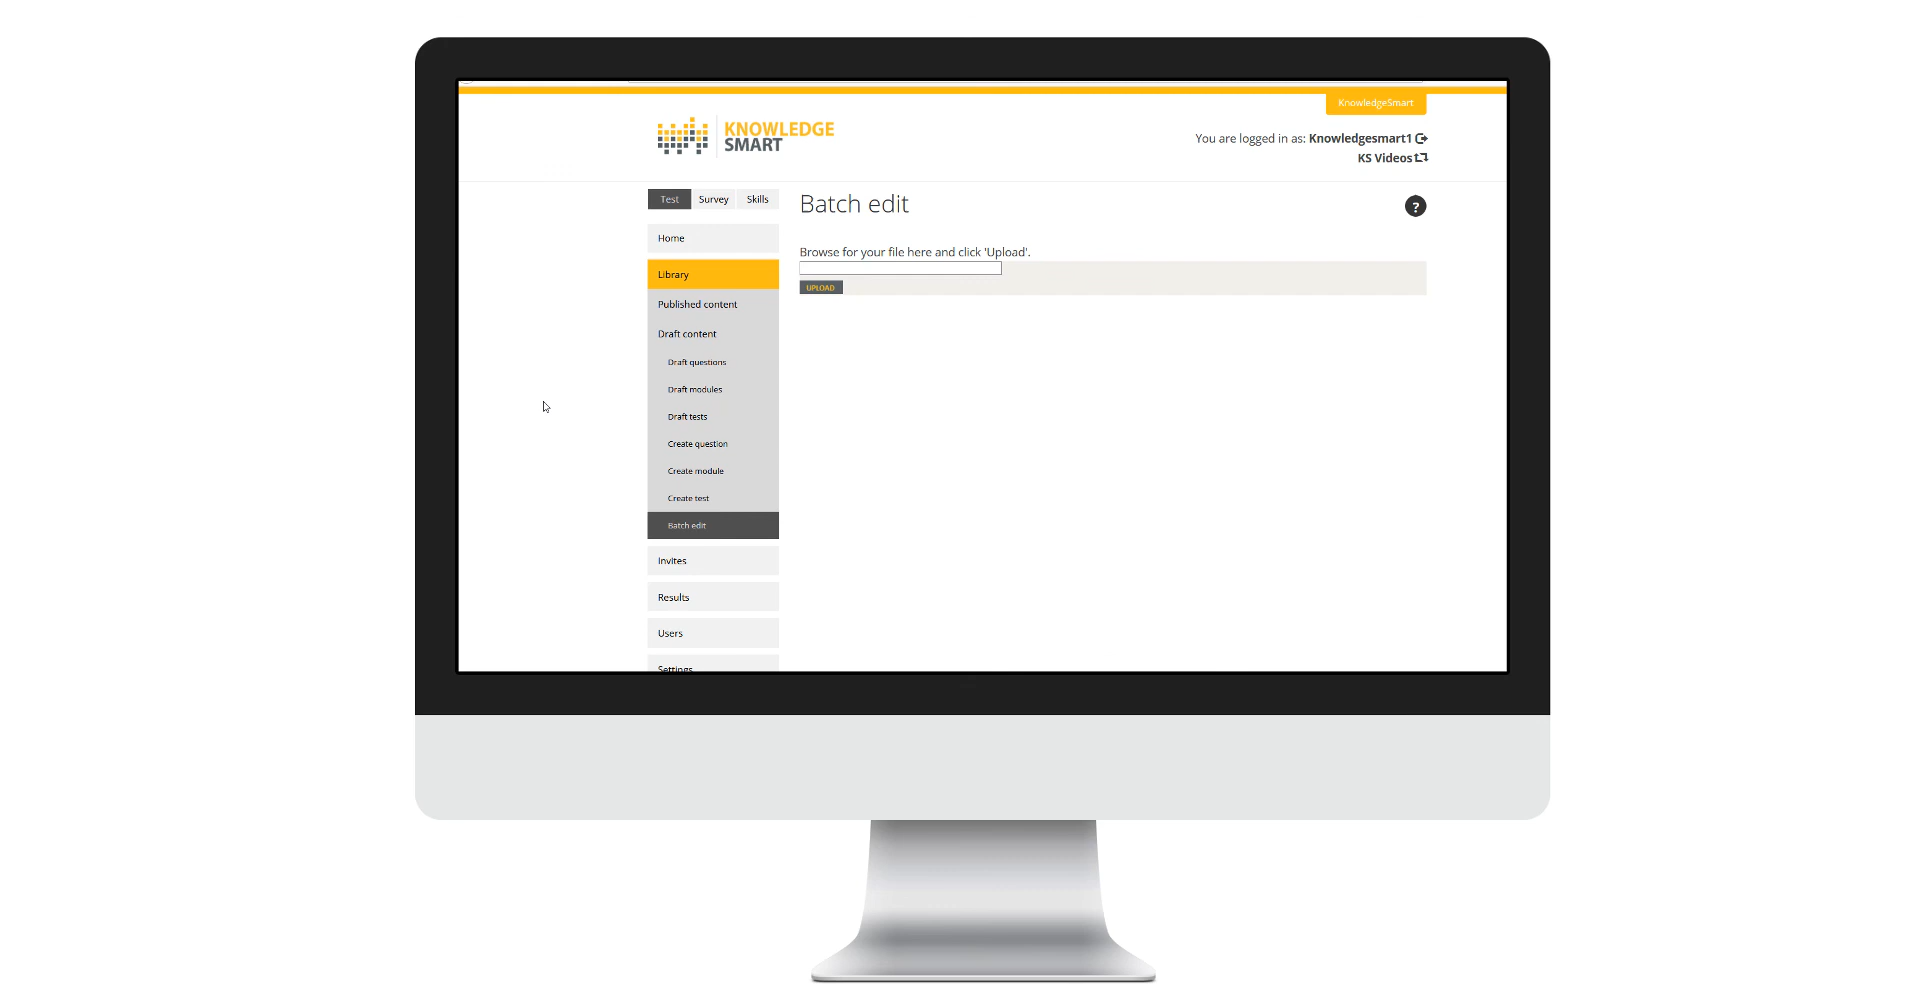 KnowledgeSmart
KNOWLEDGE
SMART
You are logged in as: Knowledgesmart1
KS Videos
Test Survey Skills
Batch edit
?
Home
Browse for your file here and click 'Upload'.
Library
UPLOAD
Published content
Draft content
Draft questions
Draft modules
Draft tests
Create question
Create module
Create test
Batch edit
Invites
Results
Users
Settings